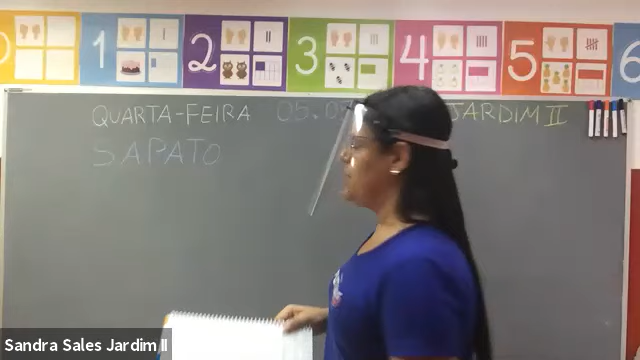 0 1 2 3 4 5 6
QUARTA-FEIRA 05.0 JARDIM II
SAPATO
Sandra Sales Jardim II